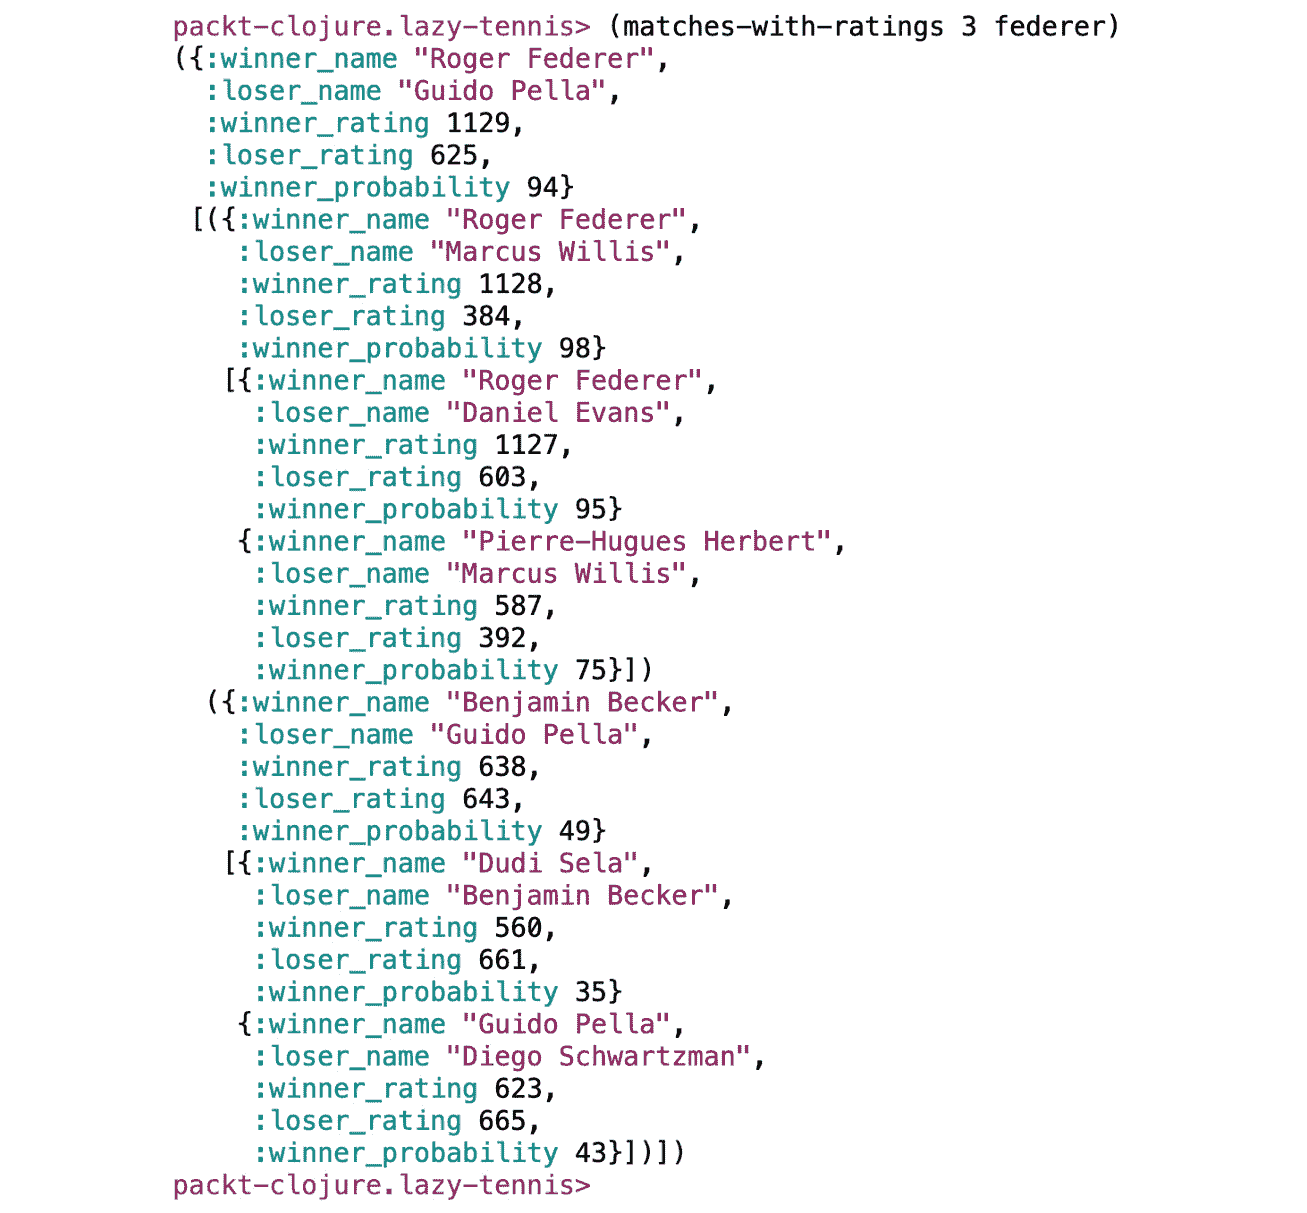 packt-clojure.lazy-tennis> (matches-with-ratings 3 federer)
({:winner_name "Roger Federer",
  :loser_name "Guido Pella",
  :winner_rating 1129,
  :loser_rating 625,
  :winner_probability 94}
 [({:winner_name "Roger Federer",
    :loser_name "Marcus Willis",
    :winner_rating 1128,
    :loser_rating 384,
    :winner_probability 98}
   [{:winner_name "Roger Federer",
     :loser_name "Daniel Evans",
     :winner_rating 1127,
     :loser_rating 603,
     :winner_probability 95}
    {:winner_name "Pierre-Hugues Herbert",
     :loser_name "Marcus Willis",
     :winner_rating 587,
     :loser_rating 392,
     :winner_probability 75}])
  ({:winner_name "Benjamin Becker",
    :loser_name "Guido Pella",
    :winner_rating 638,
    :loser_rating 643,
    :winner_probability 49}
   [{:winner_name "Dudi Sela",
     :loser_name "Benjamin Becker",
     :winner_rating 560,
     :loser_rating 661,
     :winner_probability 35}
    {:winner_name "Guido Pella",
     :loser_name "Diego Schwartzman",
     :winner_rating 623,
     :loser_rating 665,
     :winner_probability 43}])])
packt-clojure.lazy-tennis>